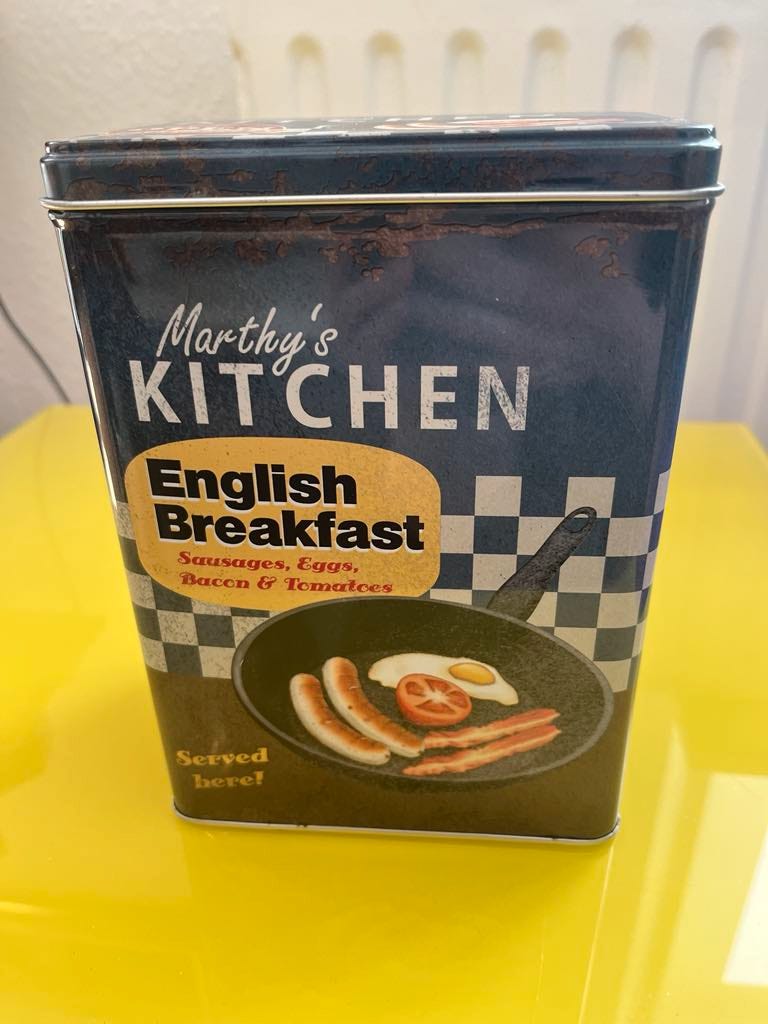 Marthy's
KITCHEN
English
Breakfast
Sausages, Eggs,
Bacon & Tomatoes
Served
here!